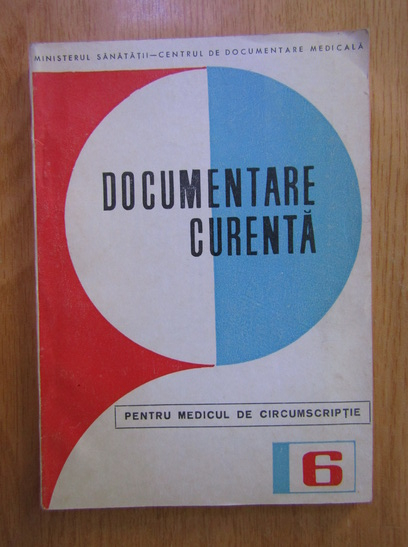 MINISTERUL SĂNĂTĂȚII—CENTRUL DE DOCUMENTARE MEDICALĂ
DOCUMENTARE
CURENTĂ
PENTRU MEDICUL DE CIRCUMSCRIPȚIE
6